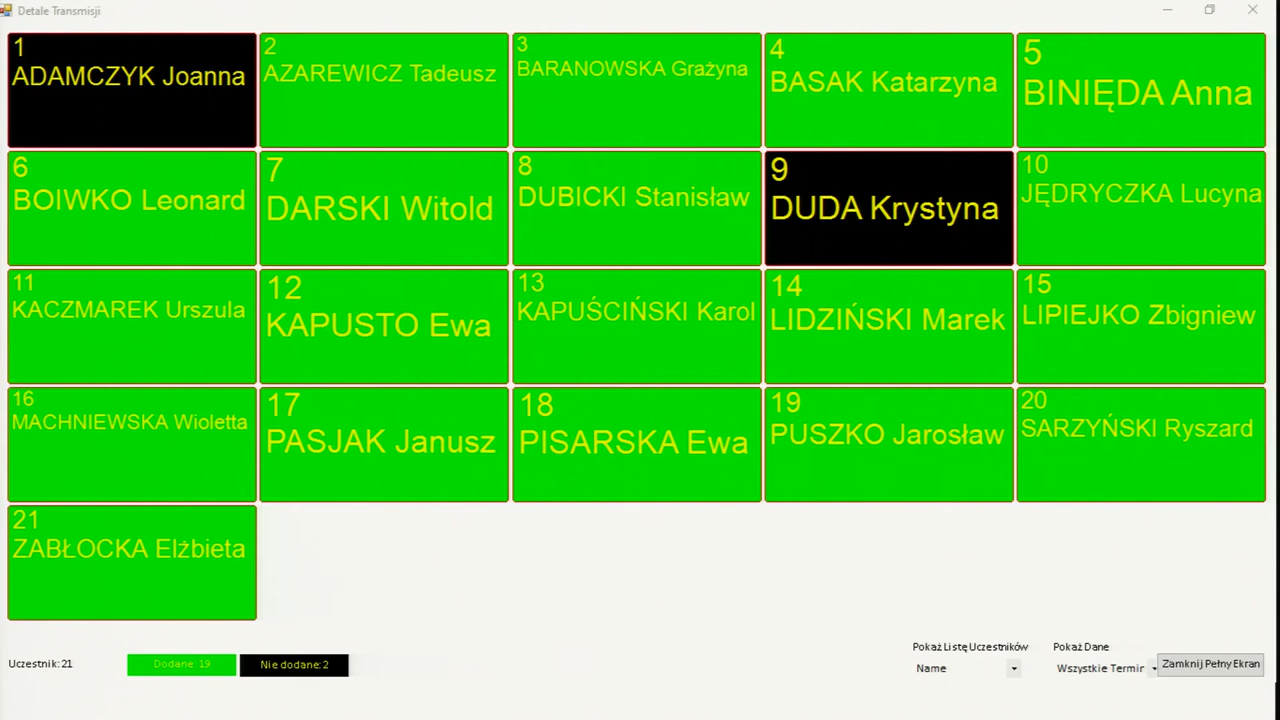 Detale Transmisji
1
ADAMCZYK Joanna
2
AZAREWICZ Tadeusz
3
BARANOWSKA Grażyna
4
BASAK Katarzyna
5
BINIĘDA Anna
6
BOIWKO Leonard
7
DARSKI Witold
8
DUBICKI Stanisław
9
DUDA Krystyna
10
JĘDRYCZKA Lucyna
11
KACZMAREK Urszula
12
KAPUSTO Ewa
13
KAPUŚCIŃSKI Karol
14
LIDZIŃSKI Marek
15
LIPIEJKO Zbigniew
16
MACHNIEWSKA Wioletta
17
PASJAK Janusz
18
PISARSKA Ewa
19
PUSZKO Jarosław
20
SARZYŃSKI Ryszard
21
ZABŁOCKA Elżbieta
Uczestnik: 21
Dodane: 19
Nie dodane: 2
Pokaż Listę Uczestników
Name
Pokaż Dane
Wszystkie Termir
Zamknij Pełny Ekran